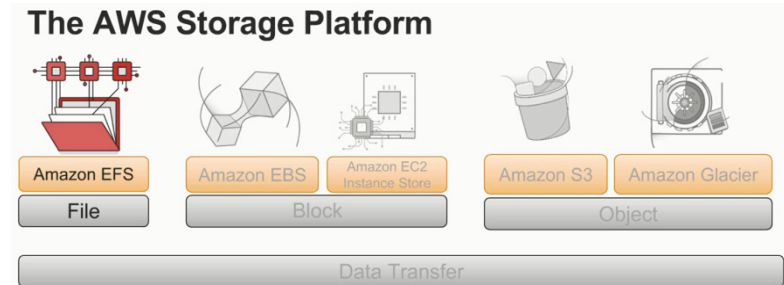 The AWS Storage Platform
Amazon EFS
Amazon EBS
Amazon EC2
Instance Store
Amazon S3
Amazon Glacier
File
Block
Object
Data Transfer